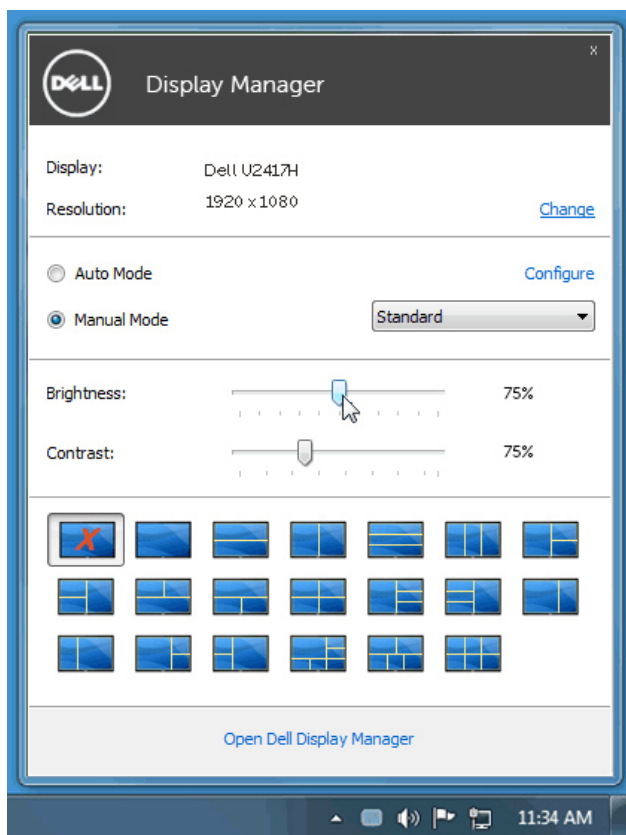 x
DELL
Display Manager
Display: Dell U2417H
Resolution: 1920 x 1080 Change
Auto Mode Configure
Manual Mode Standard
Brightness: 75%
Contrast: 75%
X
Open Dell Display Manager
11:34 AM